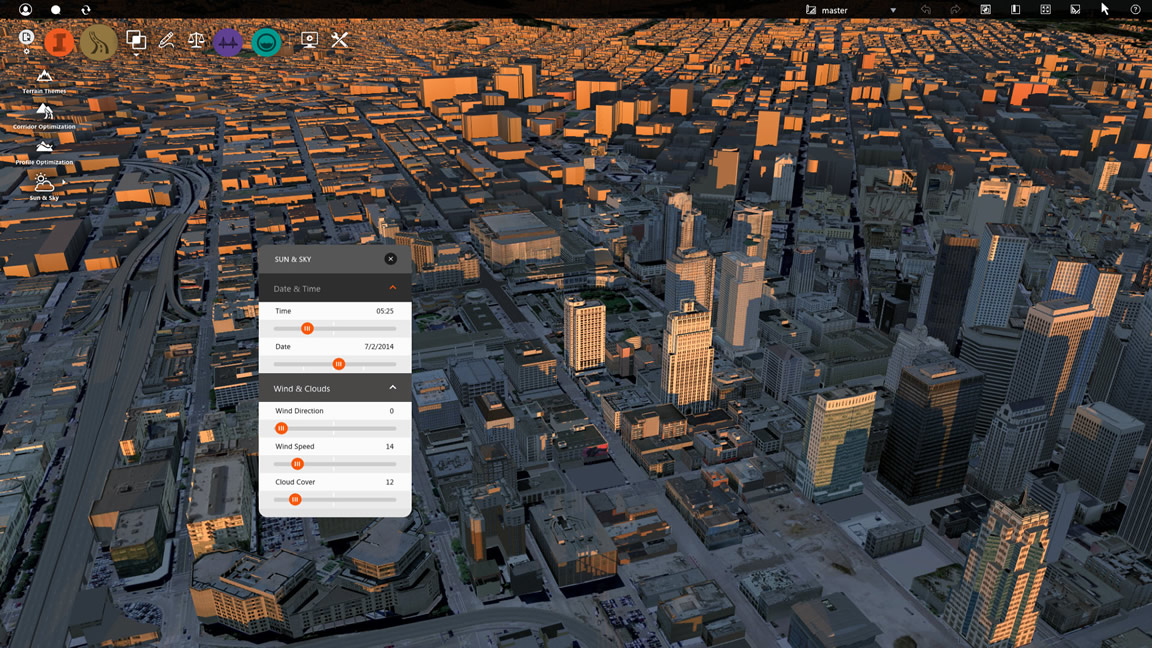 master
Terrain Themes
Corridor Optimization
Profile Optimization
Sun & Sky
SUN & SKY
Date & Time
Time 05:25
Date 7/2/2014
Wind & Clouds
Wind Direction 0
Wind Speed 14
Cloud Cover 12